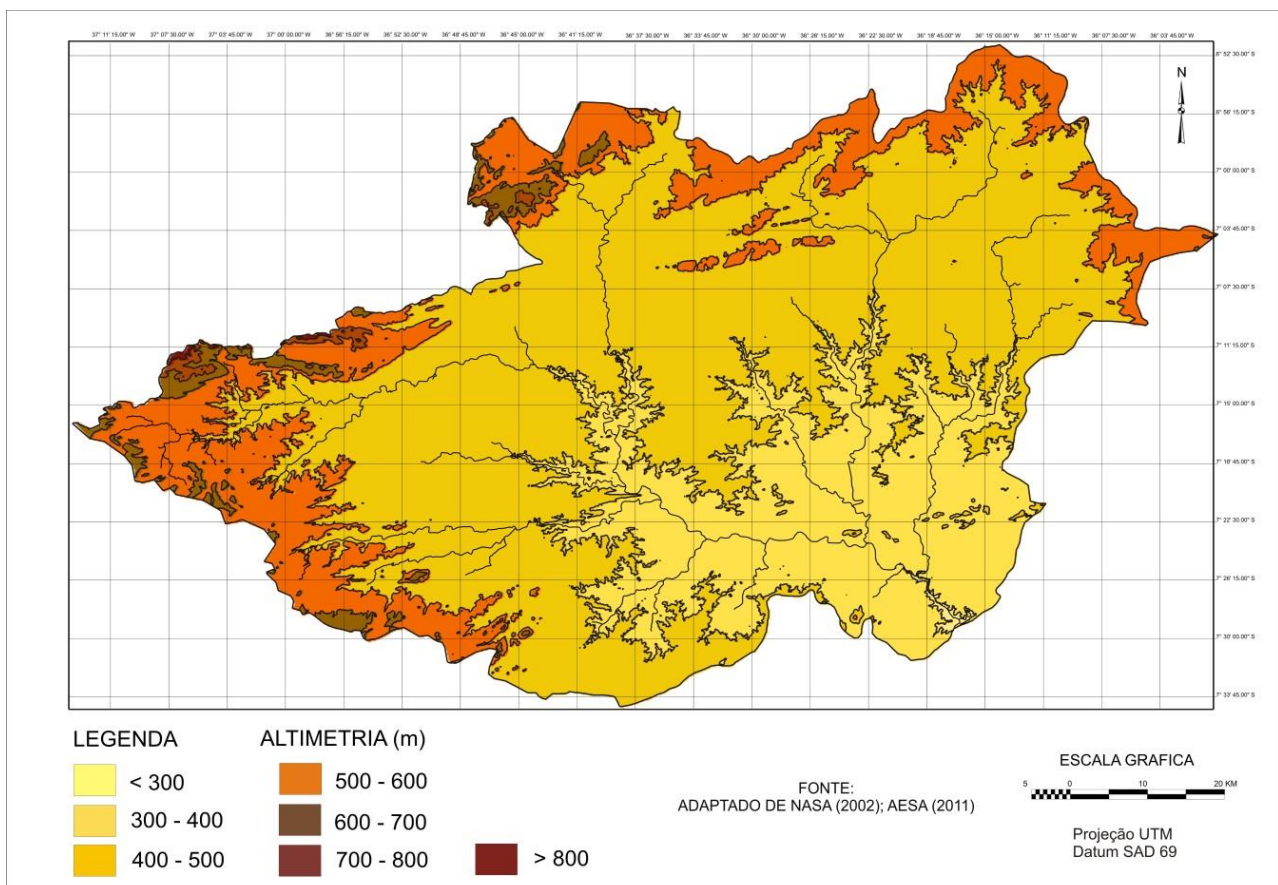 37° 11' 15.00" W 37° 07' 30.00" W 37° 03' 45.00" W 37° 00' 00.00" W 36° 56' 15.00" W 36° 52' 30.00" W 36° 48' 45.00" W 36° 45' 00.00" W 36° 41' 15.00" W 36° 37' 30.00" W 36° 33' 45.00" W 36° 30' 00.00" W 36° 26' 15.00" W 36° 22' 30.00" W 36° 18' 45.00" W 36° 15' 00.00" W 36° 11' 15.00" W 36° 07' 30.00" W 36° 03' 45.00" W
6° 52' 30.00" S
N
6° 56' 15.00" S
7° 00' 00.00" S
7° 03' 45.00" S
7° 07' 30.00" S
7° 11' 15.00" S
7° 15' 00.00" S
7° 18' 45.00" S
7° 22' 30.00" S
7° 26' 15.00" S
7° 30' 00.00" S
7° 33' 45.00" S
LEGENDA
ALTIMETRIA (m)
< 300
300 - 400
400 - 500
500 - 600
600 - 700
700 - 800
> 800
FONTE:
ADAPTADO DE NASA (2002); AESA (2011)
ESCALA GRAFICA
5 0 10 20 KM
Projeção UTM
Datum SAD 69